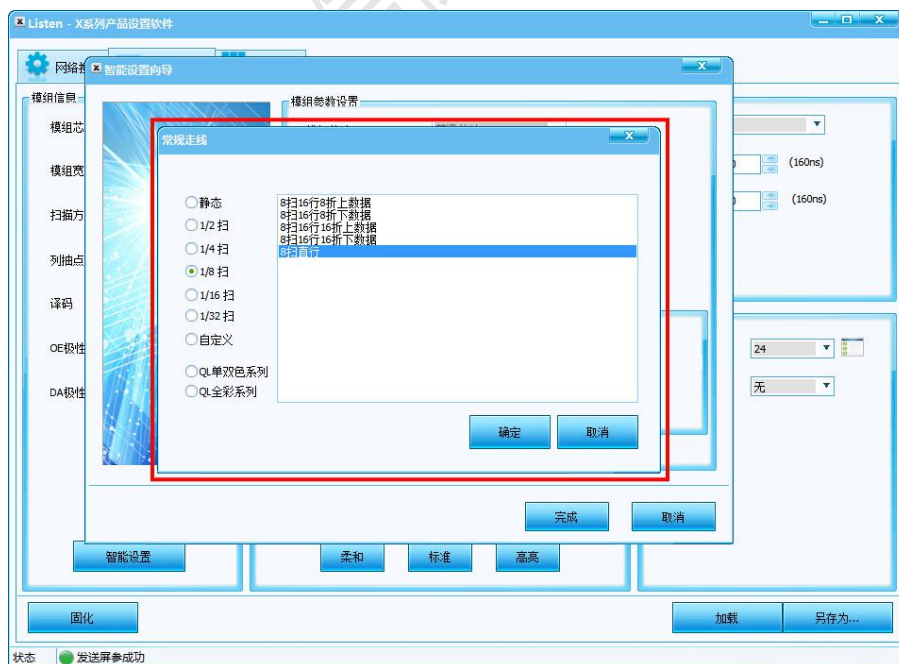 Listen - X系列产品设置软件
网络
智能设置向导
模组信息
模组参数设置
模组芯
常规走线
模组宽
(160ns)
静态
8扫16行8折上数据
8扫16行8折下数据
(160ns)
扫描方
1/2 扫
8扫16行16折上数据
8扫16行16折下数据
1/4 扫
8扫直行
列抽点
1/8 扫
译码
1/16 扫
1/32 扫
OE极性
自定义
24
QL单双色系列
DA极性
QL全彩系列
无
确定
取消
完成
取消
智能设置
柔和
标准
高亮
固化
加载
另存为...
状态
发送屏参成功